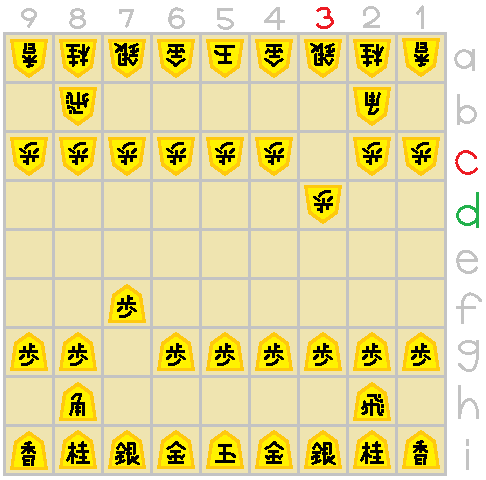 9 8 7 6 5 4 3 2 1
香 桂 銀 金 王 金 銀 桂 香 a
飛 角 b
歩 歩 歩 歩 歩 歩 歩 歩 c
歩 d
e
歩 f
歩 歩 歩 歩 歩 歩 歩 歩 g
角 飛 h
香 桂 銀 金 玉 金 銀 桂 香 i